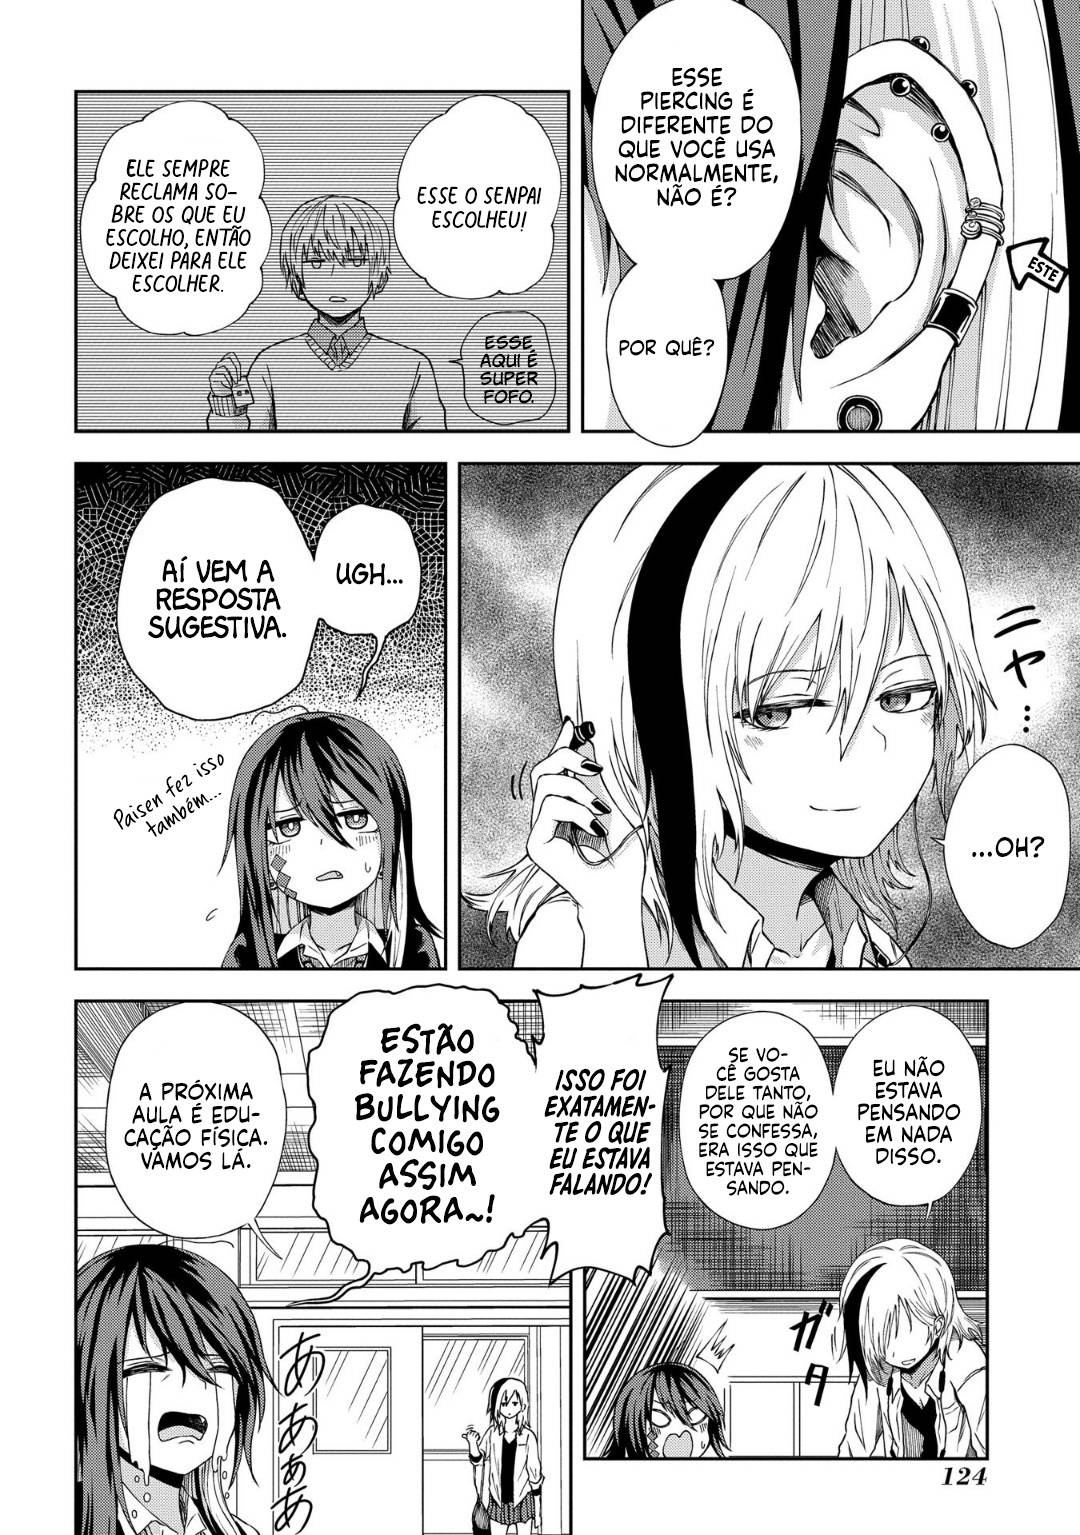 ESSE
PIERCING É
DIFERENTE DO
QUE VOCÊ USA
NORMALMENTE,
NÃO É?
POR QUÊ?
ESTE
ESSE O SENPAI
ESCOLHEU!
ELE SEMPRE
RECLAMA SO-
BRE OS QUE EU
ESCOLHO, ENTÃO
DEIXEI PARA ELE
ESCOLHER.
ESSE
AQUI É
SUPER
FOFO.
ニヤ...
...OH?
UGH...
AÍ VEM A
RESPOSTA
SUGESTIVA.
Paisen fez isso
também...
EU NÃO
ESTAVA
PENSANDO
EM NADA
DISSO.
SE VO-
CÊ GOSTA
DELE TANTO,
POR QUE NÃO
SE CONFESSA,
ERA ISSO QUE
ESTAVA PEN-
SANDO.
ガタ
ISSO FOI
EXATAMEN-
TE O QUE
EU ESTAVA
FALANDO!
ESTÃO
FAZENDO
BULLYING
COMIGO
ASSIM
AGORA~!
A PRÓXIMA
AULA É EDU-
CAÇÃO FÍSICA.
VAMOS LÁ.
あああぁあ
124